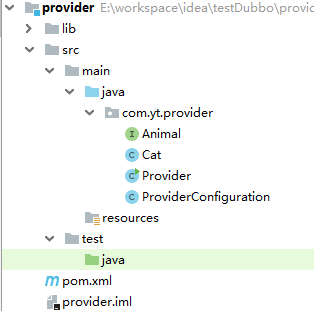 provider E:\workspace\idea\testDubbo\provid
lib
src
main
java
com.yt.provider
Animal
Cat
Provider
ProviderConfiguration
resources
test
java
pom.xml
provider.iml